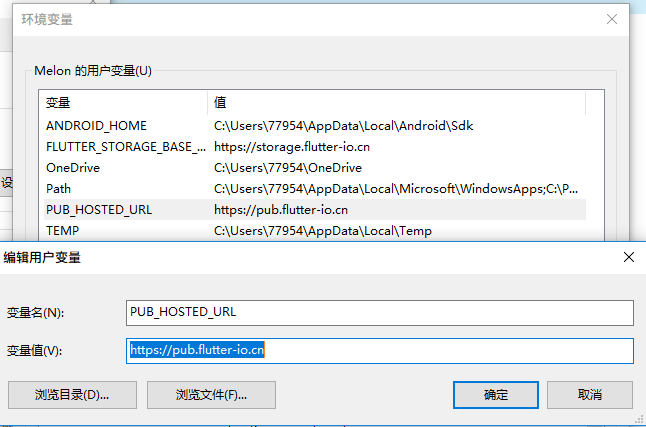 环境变量
Melon 的用户变量(U)
变量 值
ANDROID_HOME C:\Users\77954\AppData\Local\Android\Sdk
FLUTTER_STORAGE_BASE_... https://storage.flutter-io.cn
OneDrive C:\Users\77954\OneDrive
Path C:\Users\77954\AppData\Local\Microsoft\WindowsApps;C:\P...
PUB_HOSTED_URL https://pub.flutter-io.cn
设
TEMP C:\Users\77954\AppData\Local\Temp
编辑用户变量
变量名(N): PUB_HOSTED_URL
变量值(V): https://pub.flutter-io.cn
浏览目录(D)... 浏览文件(F)... 确定 取消